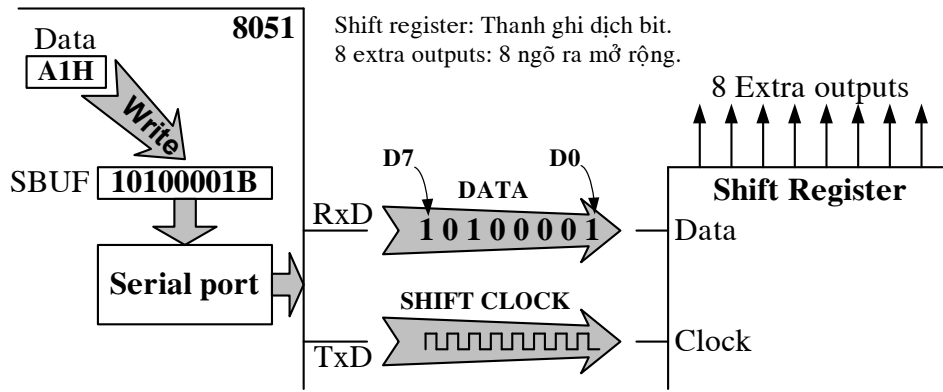 8051
Shift register: Thanh ghi dịch bit.
8 extra outputs: 8 ngõ ra mở rộng.
Data
A1H
Write
SBUF 10100001B
Serial port
RxD
TxD
D7 D0
DATA
1 0 1 0 0 0 0 1
SHIFT CLOCK
8 Extra outputs
Shift Register
Data
Clock